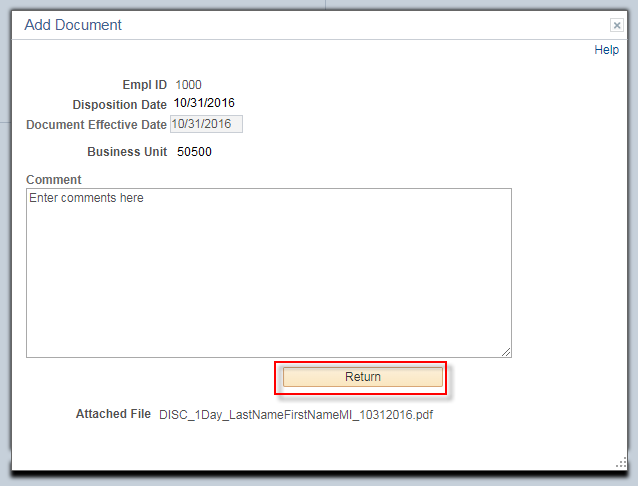 Add Document
Help
Empl ID 1000
Disposition Date 10/31/2016
Document Effective Date 10/31/2016
Business Unit 50500
Comment
Enter comments here
Return
Attached File DISC_1Day_LastNameFirstNameMI_10312016.pdf